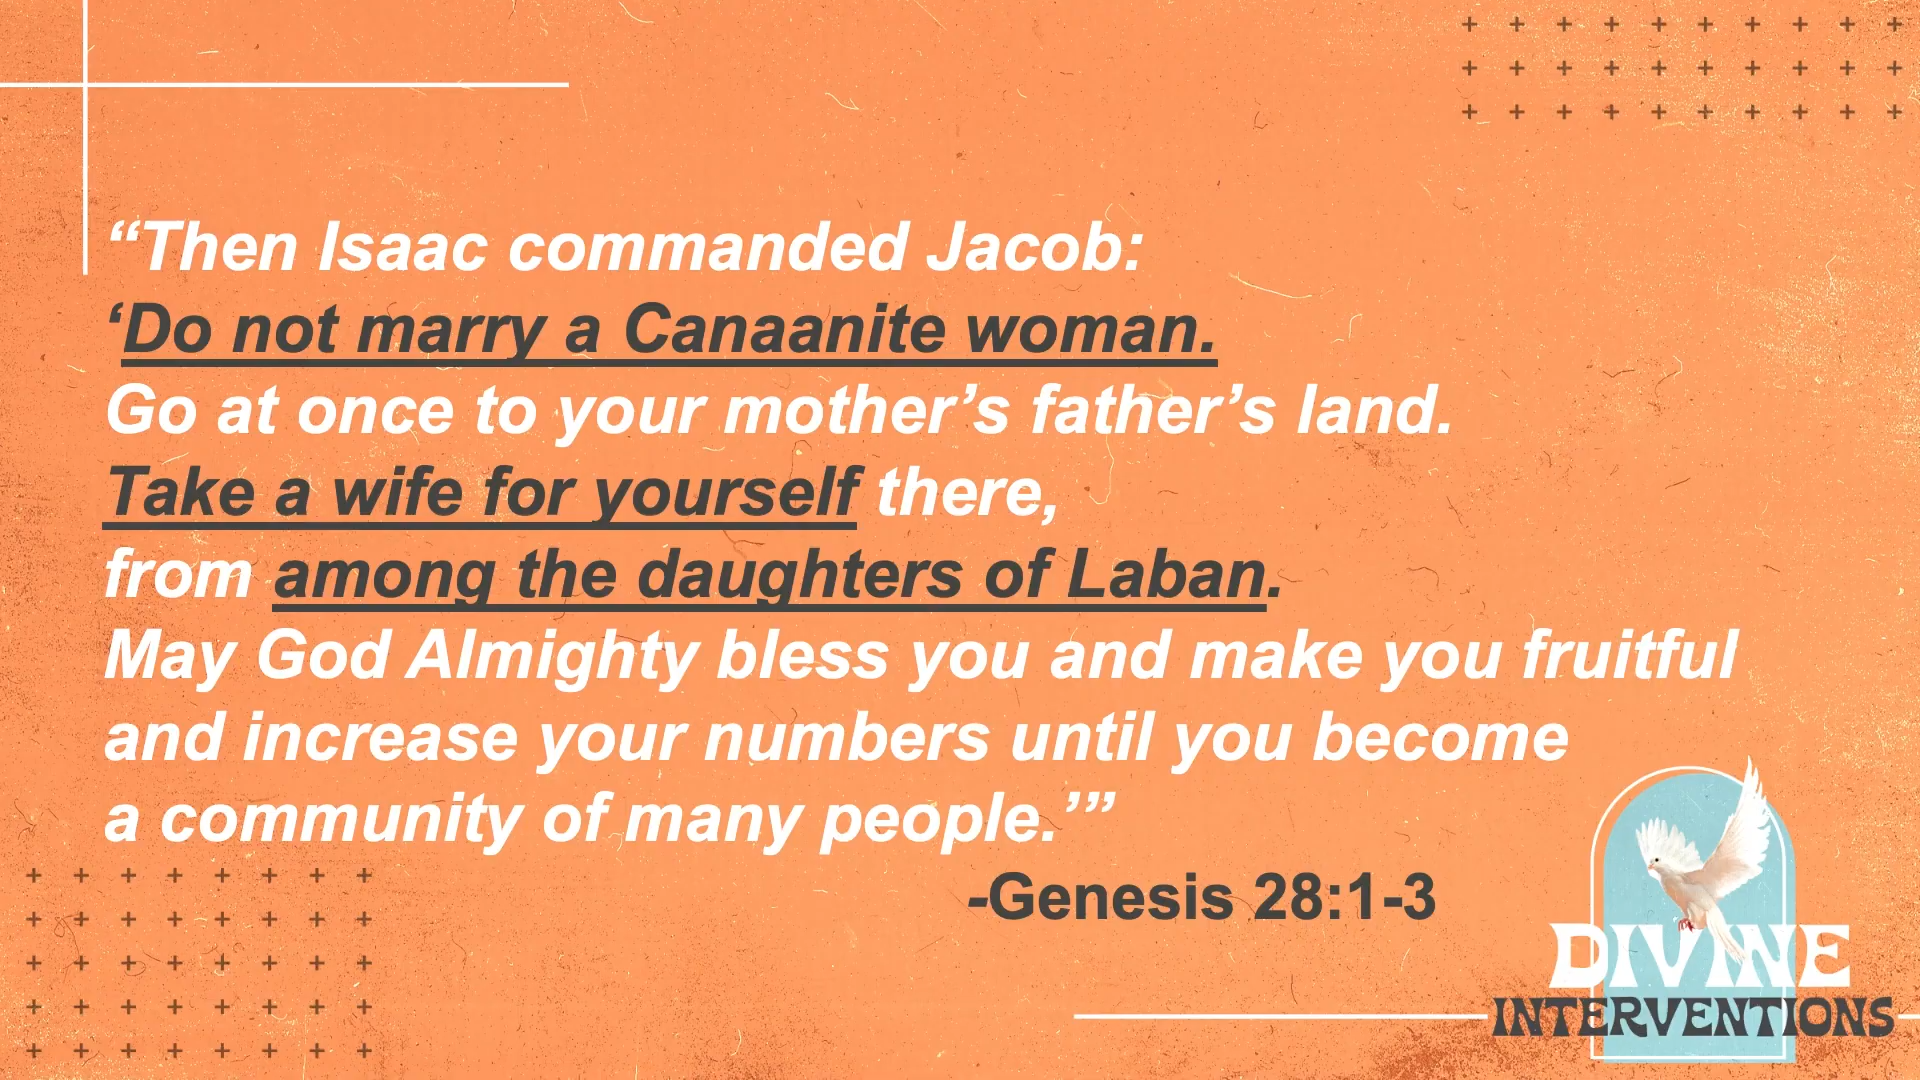 “Then Isaac commanded Jacob:
‘Do not marry a Canaanite woman.
Go at once to your mother’s father’s land.
Take a wife for yourself there,
from among the daughters of Laban.
May God Almighty bless you and make you fruitful
and increase your numbers until you become
a community of many people.’”
-Genesis 28:1-3
DIVINE
INTERVENTIONS